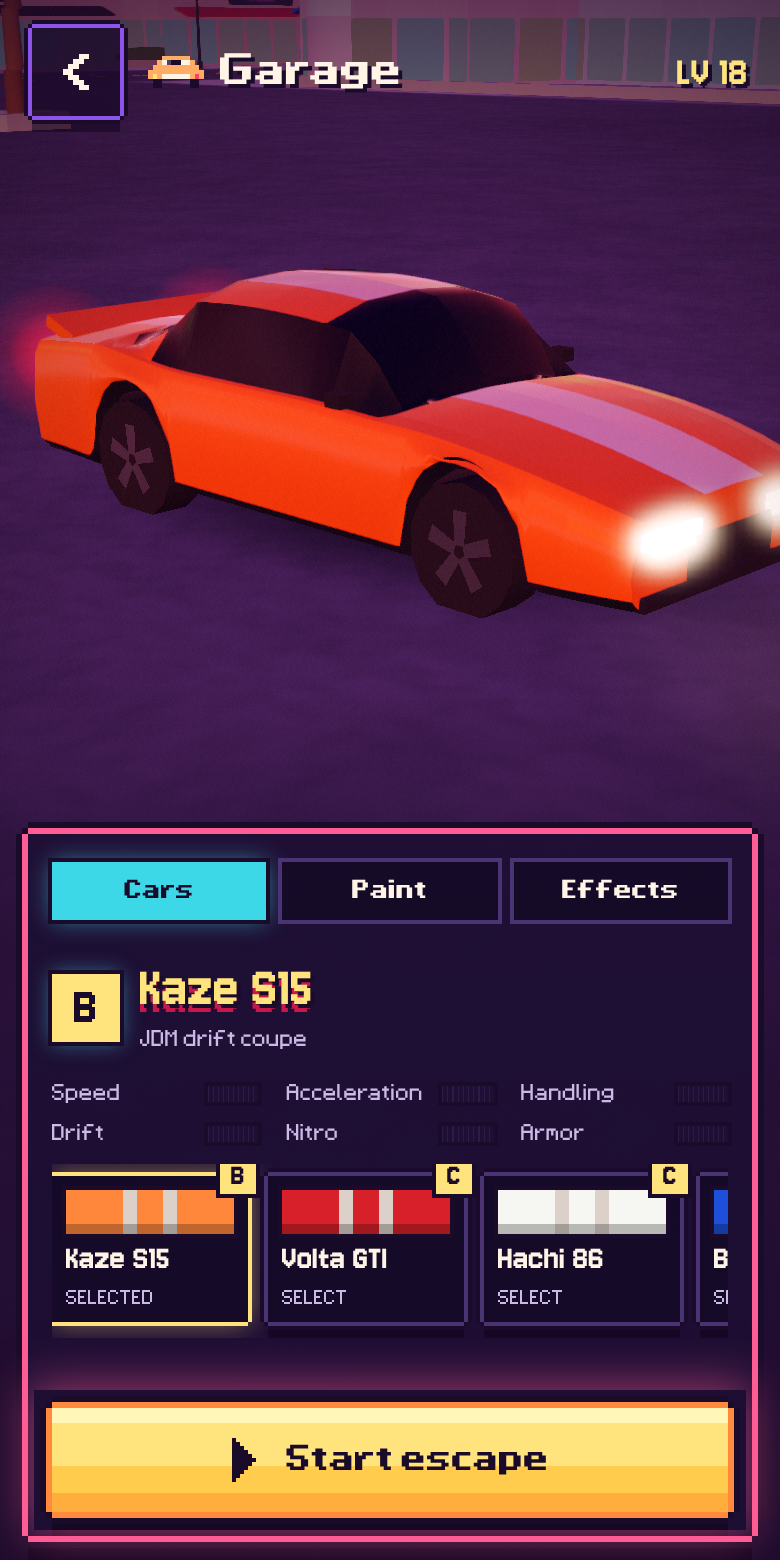 Garage
LV 18
Cars
Paint
Effects
B
Kaze S15
JDM drift coupe
Speed
Acceleration
Handling
Drift
Nitro
Armor
B
C
C
Kaze S15
Volta GTI
Hachi 86
B
SELECTED
SELECT
SELECT
Start escape